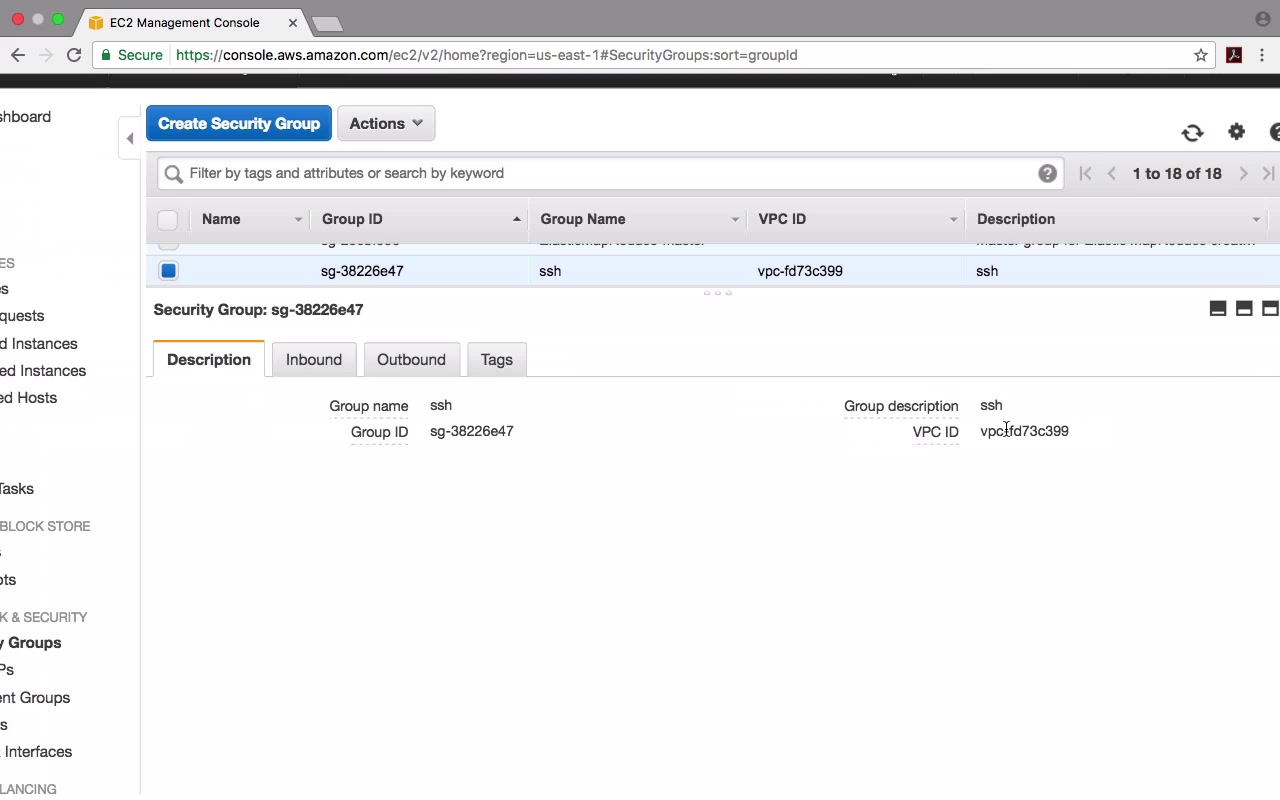 EC2 Management Console
Secure https://console.aws.amazon.com/ec2/v2/home?region=us-east-1#SecurityGroups:sort=groupId
shboard
Create Security Group Actions
Filter by tags and attributes or search by keyword 1 to 18 of 18
Name Group ID Group Name VPC ID Description
sg-38226e47 ssh vpc-fd73c399 ssh
Security Group: sg-38226e47
Description Inbound Outbound Tags
Group name ssh Group description ssh
Group ID sg-38226e47 VPC ID vpc-fd73c399
ES
s
quests
d Instances
ed Instances
ed Hosts
Tasks
BLOCK STORE
s
ots
K & SECURITY
y Groups
Ps
ent Groups
s
Interfaces
LANCING